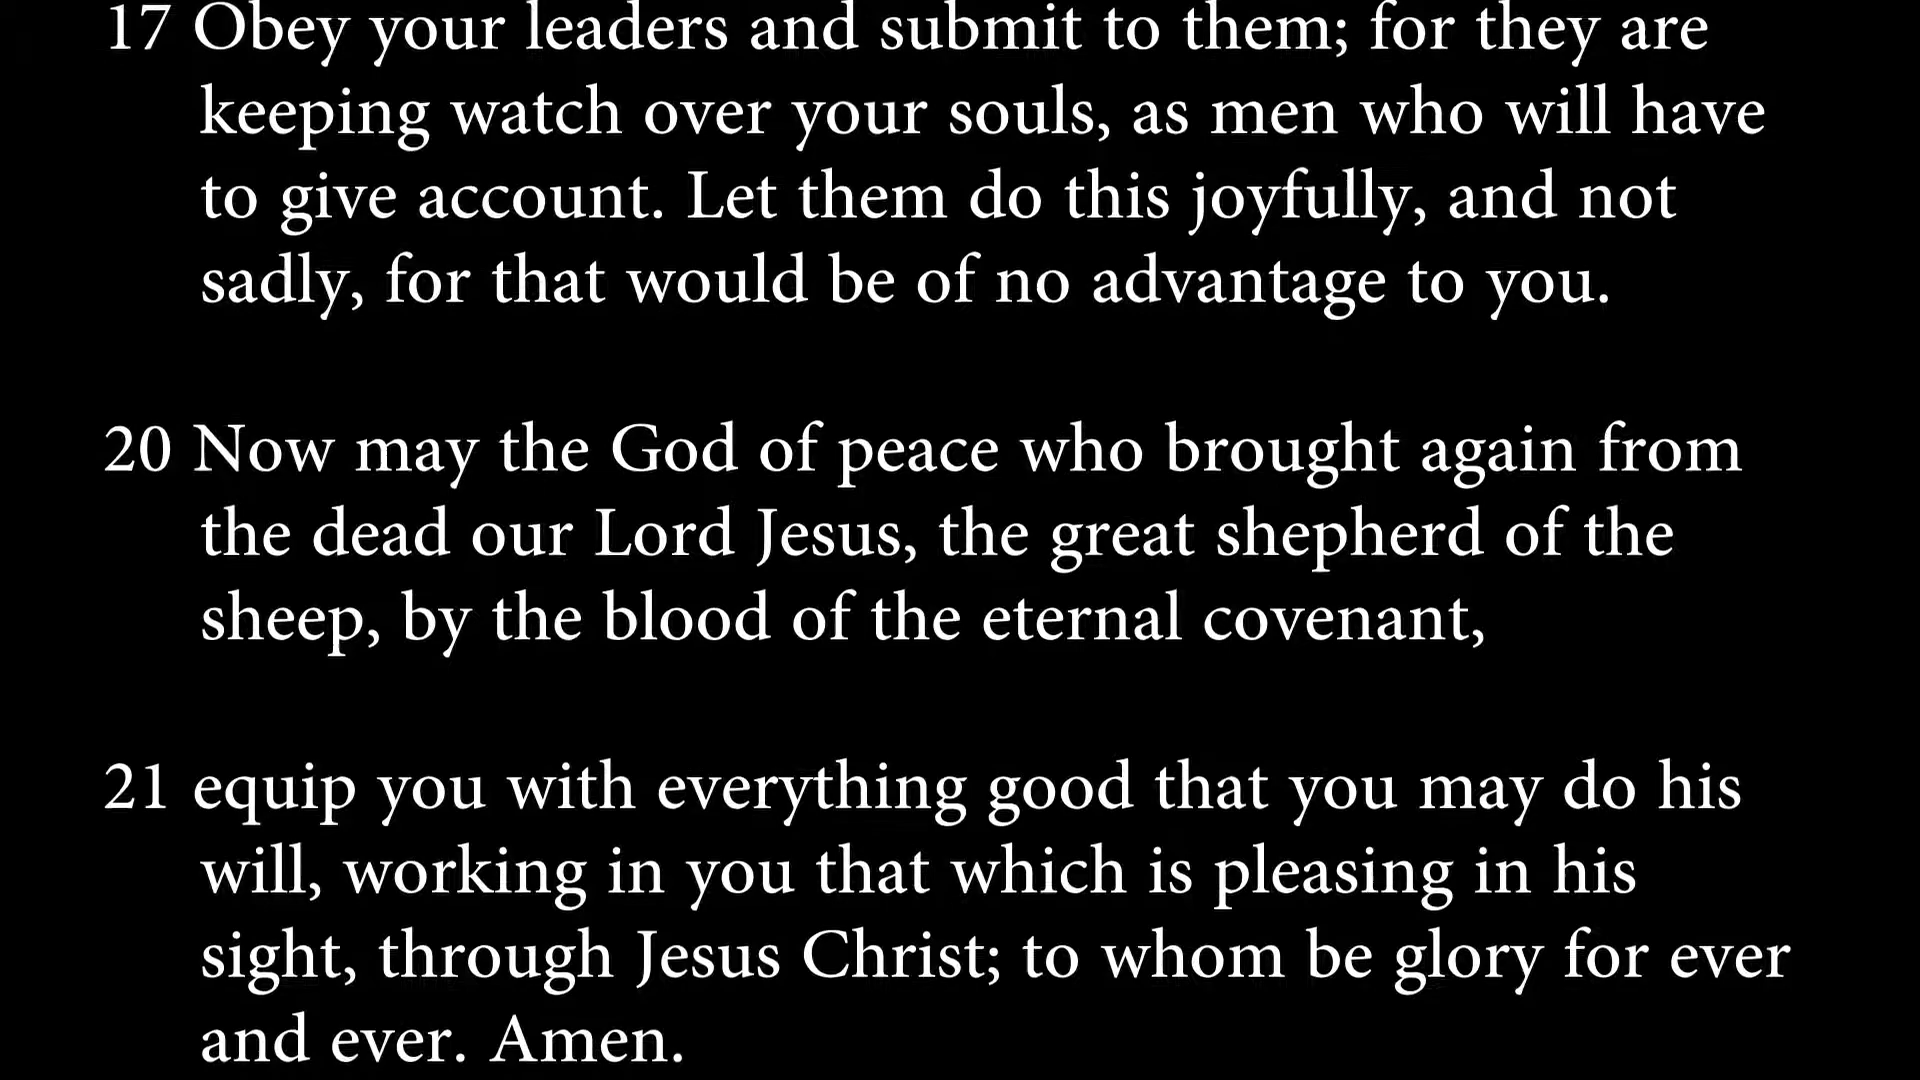 17 Obey your leaders and submit to them; for they are
keeping watch over your souls, as men who will have
to give account. Let them do this joyfully, and not
sadly, for that would be of no advantage to you.
20 Now may the God of peace who brought again from
the dead our Lord Jesus, the great shepherd of the
sheep, by the blood of the eternal covenant,
21 equip you with everything good that you may do his
will, working in you that which is pleasing in his
sight, through Jesus Christ; to whom be glory for ever
and ever. Amen.